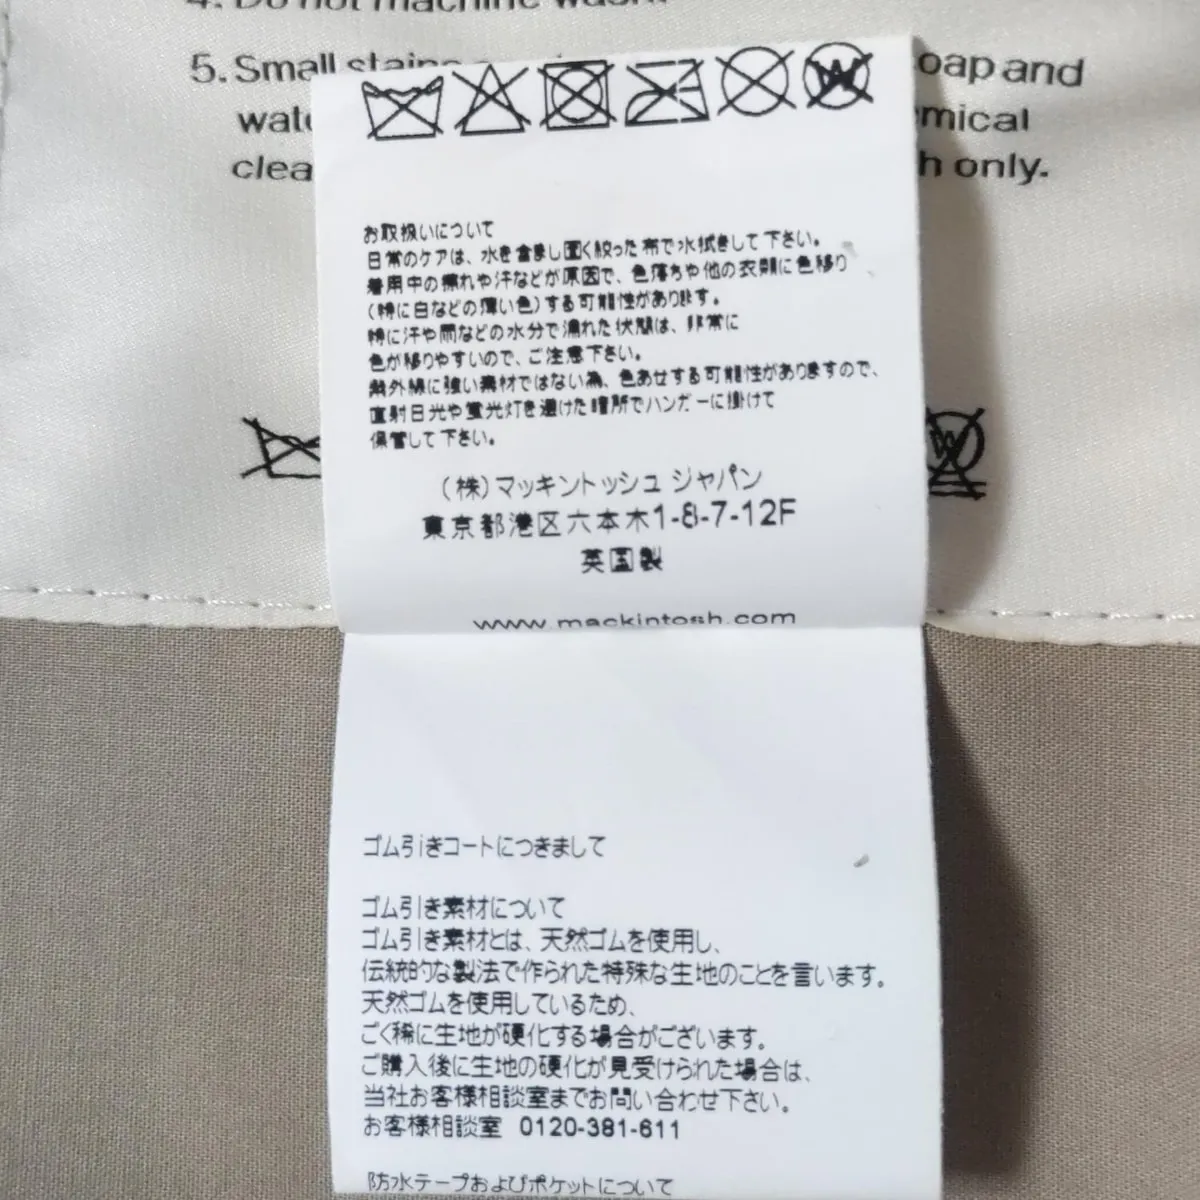 4. Do not machine wash.
5. Small stains oap and
wate mical
clea h only.
W
お取扱いについて
日常のケアは、水を含まし固く絞った布で水拭きして下さい。
着用中の擦れや汗などが原因で、色落ちや他の衣類に色移り
(特に白などの薄い色)する可能性があります。
特に汗や雨などの水分で濡れた状態は、非常に
色が移りやすいので、ご注意下さい。
紫外線に強い素材ではない為、色あせする可能性がありますので、
直射日光や蛍光灯を避けた暗所でハンガーに掛けて
保管して下さい。
W
(株)マッキントッシュ ジャパン
東京都港区六本木1-8-7-12F
英国製
www.mackintosh.com
ゴム引きコートにつきまして
ゴム引き素材について
ゴム引き素材とは、天然ゴムを使用し、
伝統的な製法で作られた特殊な生地のことを言います。
天然ゴムを使用しているため、
ごく稀に生地が硬化する場合がございます。
ご購入後に生地の硬化が見受けられた場合は、
当社お客様相談室までお問い合わせ下さい。
お客様相談室 0120-381-611
防水テープおよびポケットについて